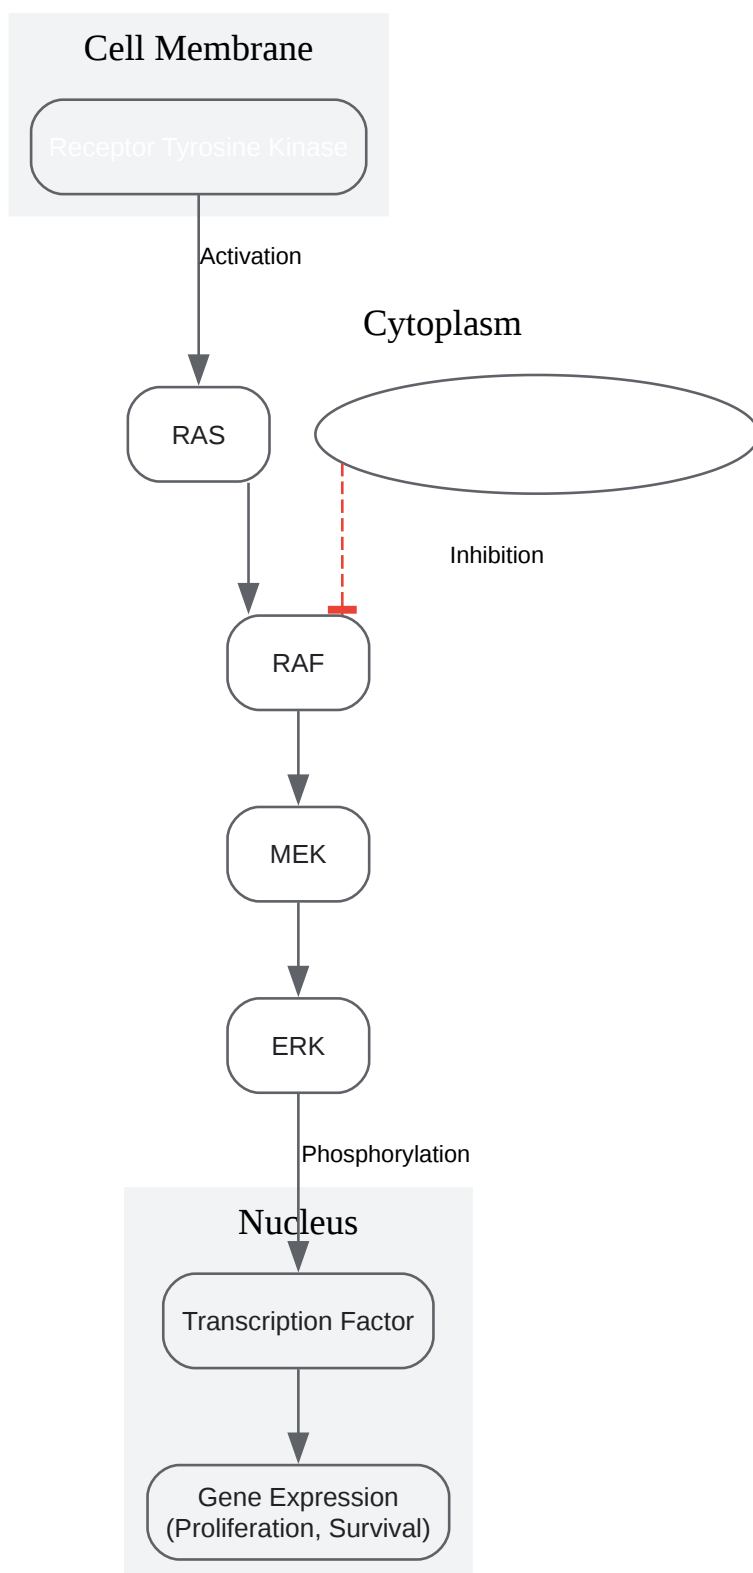 Cell Membrane
Receptor Tyrosine Kinase
Activation
Cytoplasm
RAS
Inhibition
RAF
MEK
ERK
Phosphorylation
Nucleus
Transcription Factor
Gene Expression
(Proliferation, Survival)